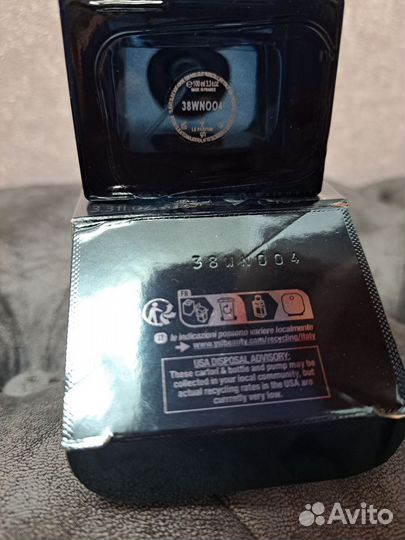 ℮ 100 ml 3.3 fl.oz
MADE IN FRANCE
38WN004
Y
LE PARFUM
38WN004
FR
IT le indicazioni possono variare localmente
www.yslbeauty.com/recycling/italy
USA DISPOSAL ADVISORY:
These carton & bottle and pump may be
collected in your local community, but
actual recycling rates in the USA are
currently very low.
Avito